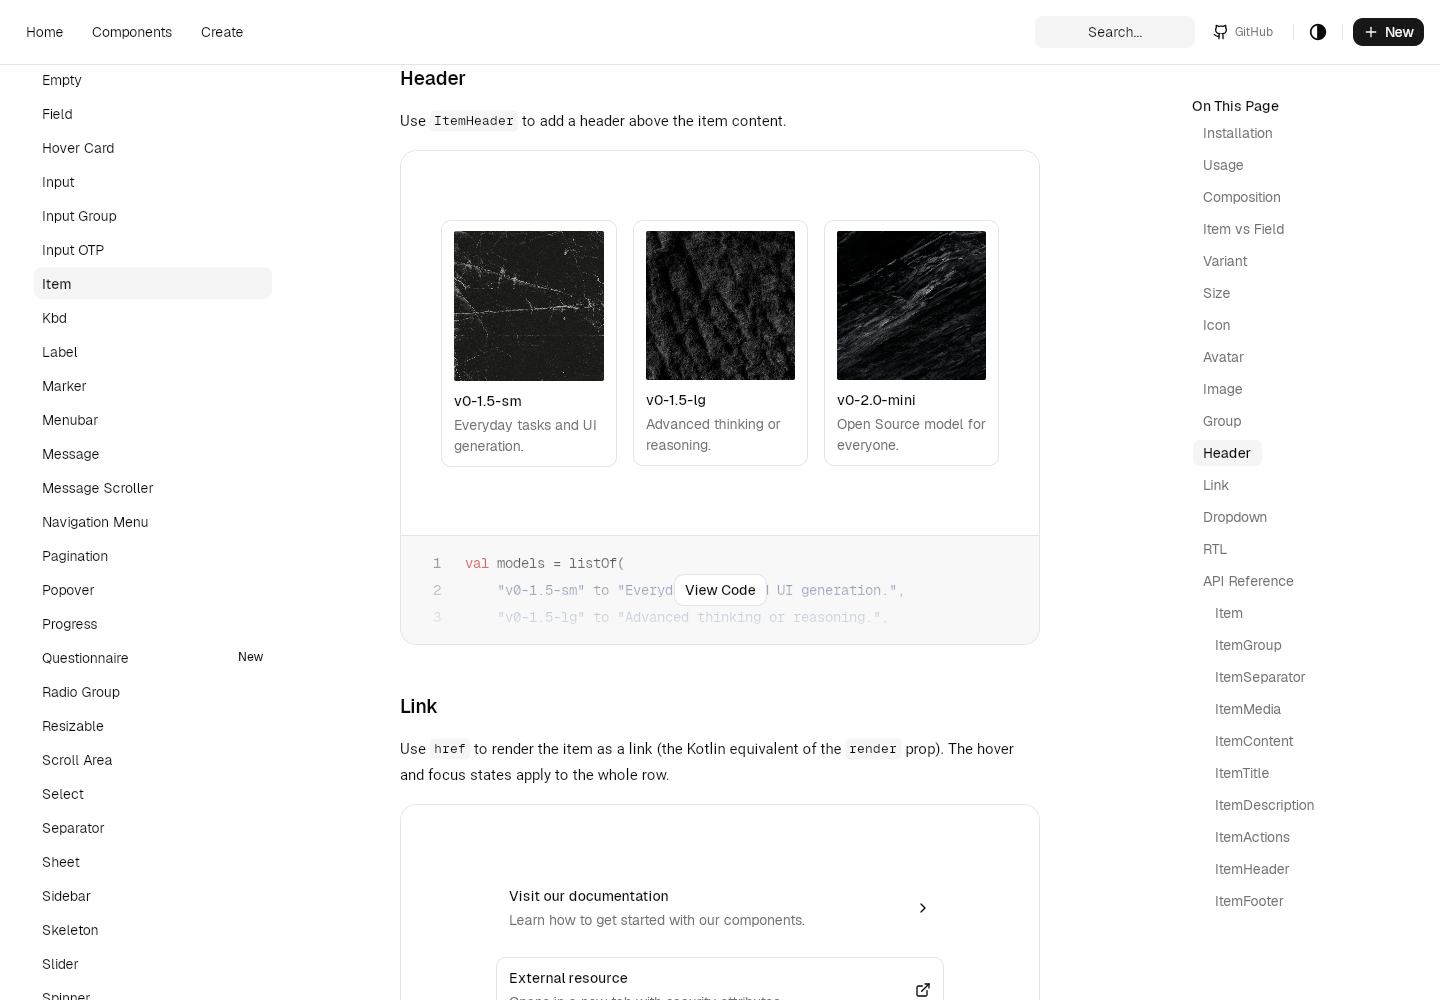 Home
Components
Create
Search...
GitHub
New
Empty
Field
Hover Card
Input
Input Group
Input OTP
Item
Kbd
Label
Marker
Menubar
Message
Message Scroller
Navigation Menu
Pagination
Popover
Progress
Questionnaire New
Radio Group
Resizable
Scroll Area
Select
Separator
Sheet
Sidebar
Skeleton
Slider
Spinner
Header
Use ItemHeader to add a header above the item content.
v0-1.5-sm
Everyday tasks and UI
generation.
v0-1.5-lg
Advanced thinking or
reasoning.
v0-2.0-mini
Open Source model for
everyone.
1 val models = listOf(
2 "v0-1.5-sm" to "Everyd UI generation.",
View Code
3 "v0-1.5-lg" to "Advanced thinking or reasoning.",
Link
Use href to render the item as a link (the Kotlin equivalent of the render prop). The hover
and focus states apply to the whole row.
Visit our documentation
Learn how to get started with our components.
External resource
Opens in a new tab with security attributes.
On This Page
Installation
Usage
Composition
Item vs Field
Variant
Size
Icon
Avatar
Image
Group
Header
Link
Dropdown
RTL
API Reference
Item
ItemGroup
ItemSeparator
ItemMedia
ItemContent
ItemTitle
ItemDescription
ItemActions
ItemHeader
ItemFooter